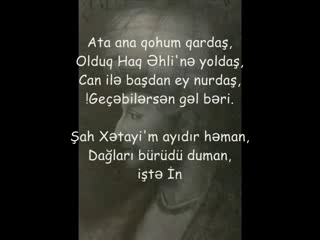 Ata ana qohum qardaş,
Olduq Haq Əhli'nə yoldaş,
Can ilə başdan ey nurdaş,
!Geçəbilərsən gəl bəri.
Şah Xətayi'm ayıdır həman,
Dağları bürüdü duman,
iştə İn